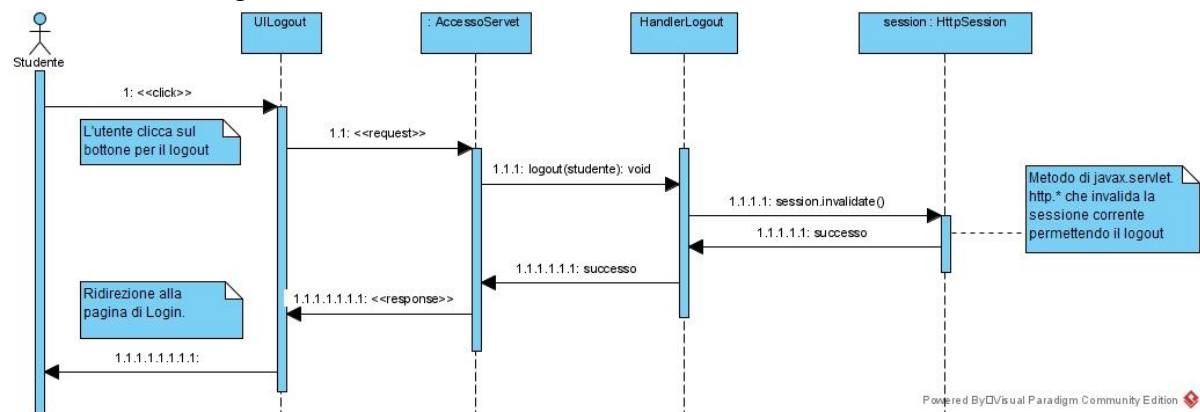 UILogout
: AccessoServet
HandlerLogout
session : HttpSession
Studente
1: <<click>>
L'utente clicca sul
bottone per il logout
1.1: <<request>>
1.1.1: logout(studente): void
Metodo di javax.servlet.
http.* che invalida la
sessione corrente
permettendo il logout
1.1.1.1: session.invalidate()
1.1.1.1.1: successo
1.1.1.1.1.1: successo
Ridirezione alla
pagina di Login.
1.1.1.1.1.1.1: <<response>>
1.1.1.1.1.1.1.1:
Powered By□Visual Paradigm Community Edition